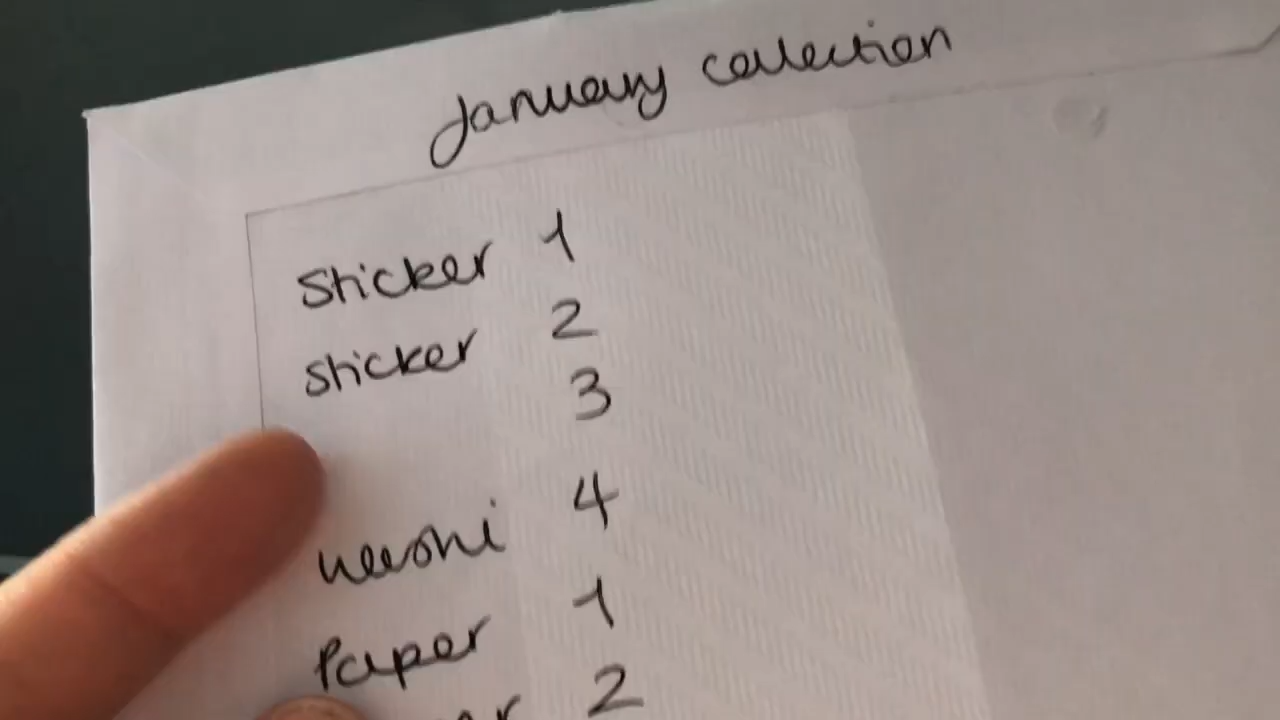 January collection
Sticker 1
sticker 2
3
washi 4
Paper 1
2